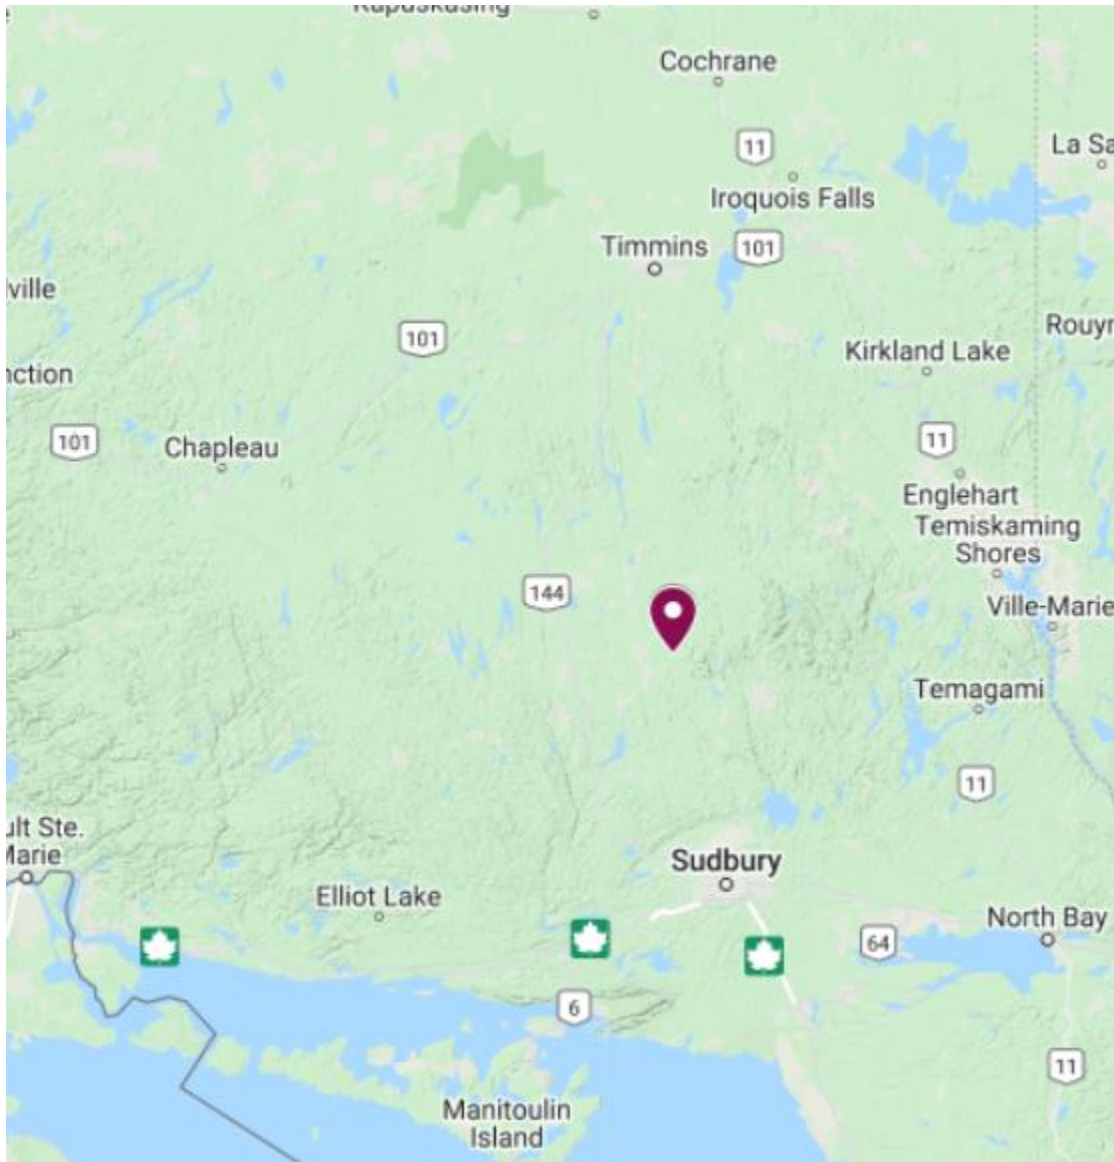 Kapuskasing
Cochrane
11
La Sa
Iroquois Falls
Timmins
101
ville
101
Rouyn
Kirkland Lake
nction
101
Chapleau
11
Englehart
Temiskaming
Shores
144
Ville-Marie
Temagami
11
ult Ste.
Marie
Sudbury
Elliot Lake
North Bay
64
6
11
Manitoulin
Island